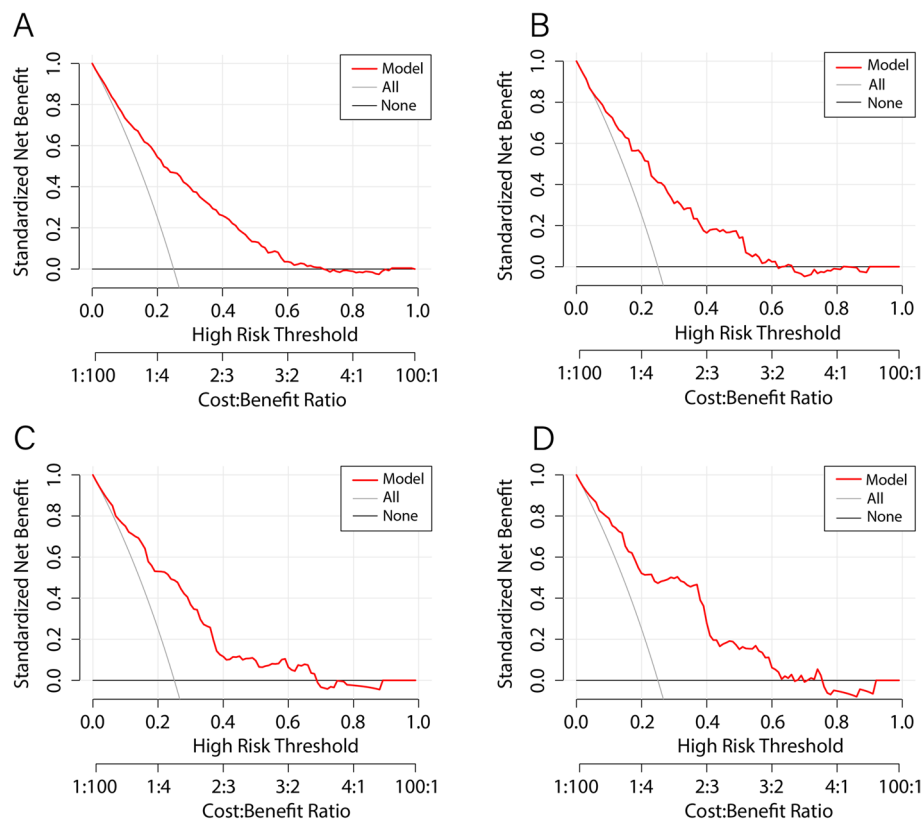 A
Standardized Net Benefit
0.0 0.2 0.4 0.6 0.8 1.0
Model
All
None
0.0 0.2 0.4 0.6 0.8 1.0
High Risk Threshold
1:100 1:4 2:3 3:2 4:1 100:1
Cost:Benefit Ratio
B
Standardized Net Benefit
0.0 0.2 0.4 0.6 0.8 1.0
Model
All
None
0.0 0.2 0.4 0.6 0.8 1.0
High Risk Threshold
1:100 1:4 2:3 3:2 4:1 100:1
Cost:Benefit Ratio
C
Standardized Net Benefit
0.0 0.2 0.4 0.6 0.8 1.0
Model
All
None
0.0 0.2 0.4 0.6 0.8 1.0
High Risk Threshold
1:100 1:4 2:3 3:2 4:1 100:1
Cost:Benefit Ratio
D
Standardized Net Benefit
0.0 0.2 0.4 0.6 0.8 1.0
Model
All
None
0.0 0.2 0.4 0.6 0.8 1.0
High Risk Threshold
1:100 1:4 2:3 3:2 4:1 100:1
Cost:Benefit Ratio